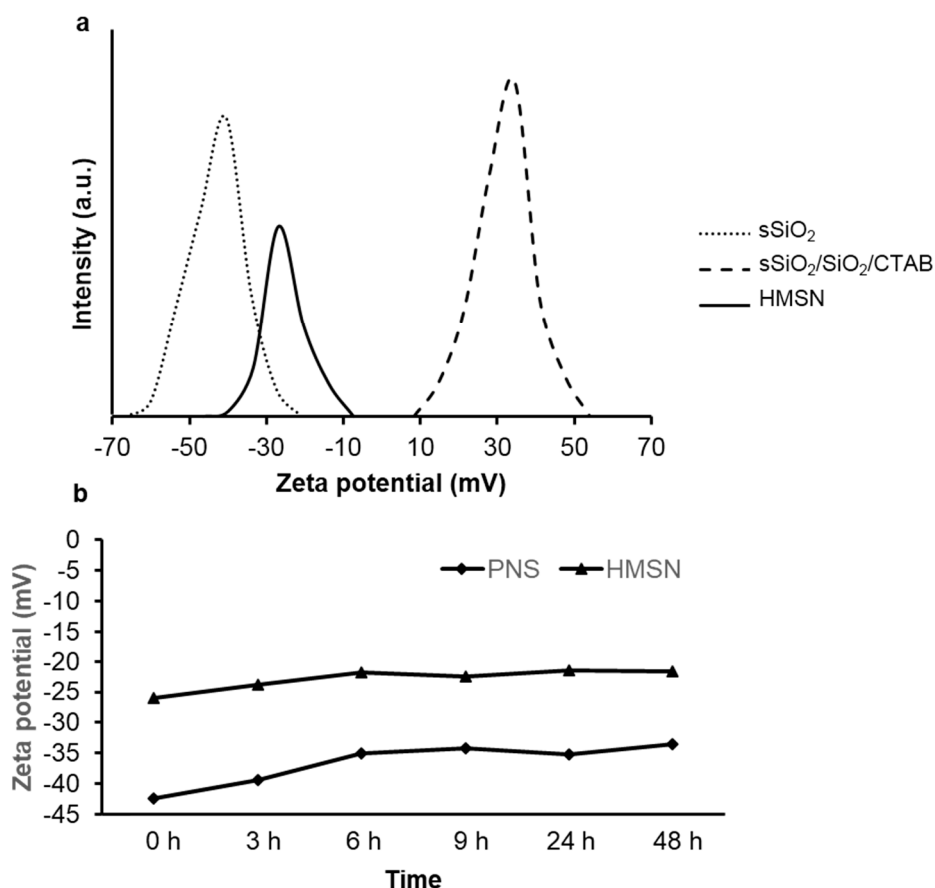 a
Intensity (a.u.)
-70 -50 -30 -10 10 30 50 70
Zeta potential (mV)
sSiO₂
sSiO₂/SiO₂/CTAB
HMSN
b
Zeta potential (mV)
0
-5
-10
-15
-20
-25
-30
-35
-40
-45
PNS HMSN
0 h 3 h 6 h 9 h 24 h 48 h
Time